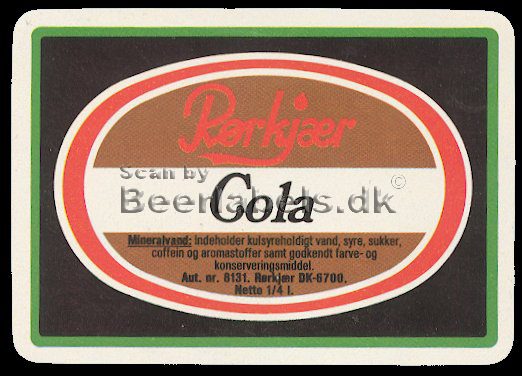 Rørkjær
Scan by
Beerlabels.dk ©
Cola
Mineralvand: Indeholder kulsyreholdigt vand, syre, sukker,
coffein og aromastoffer samt godkendt farve- og
konserveringsmiddel.
Aut. nr. 8131. Rørkjær DK-6700.
Netto 1/4 l.